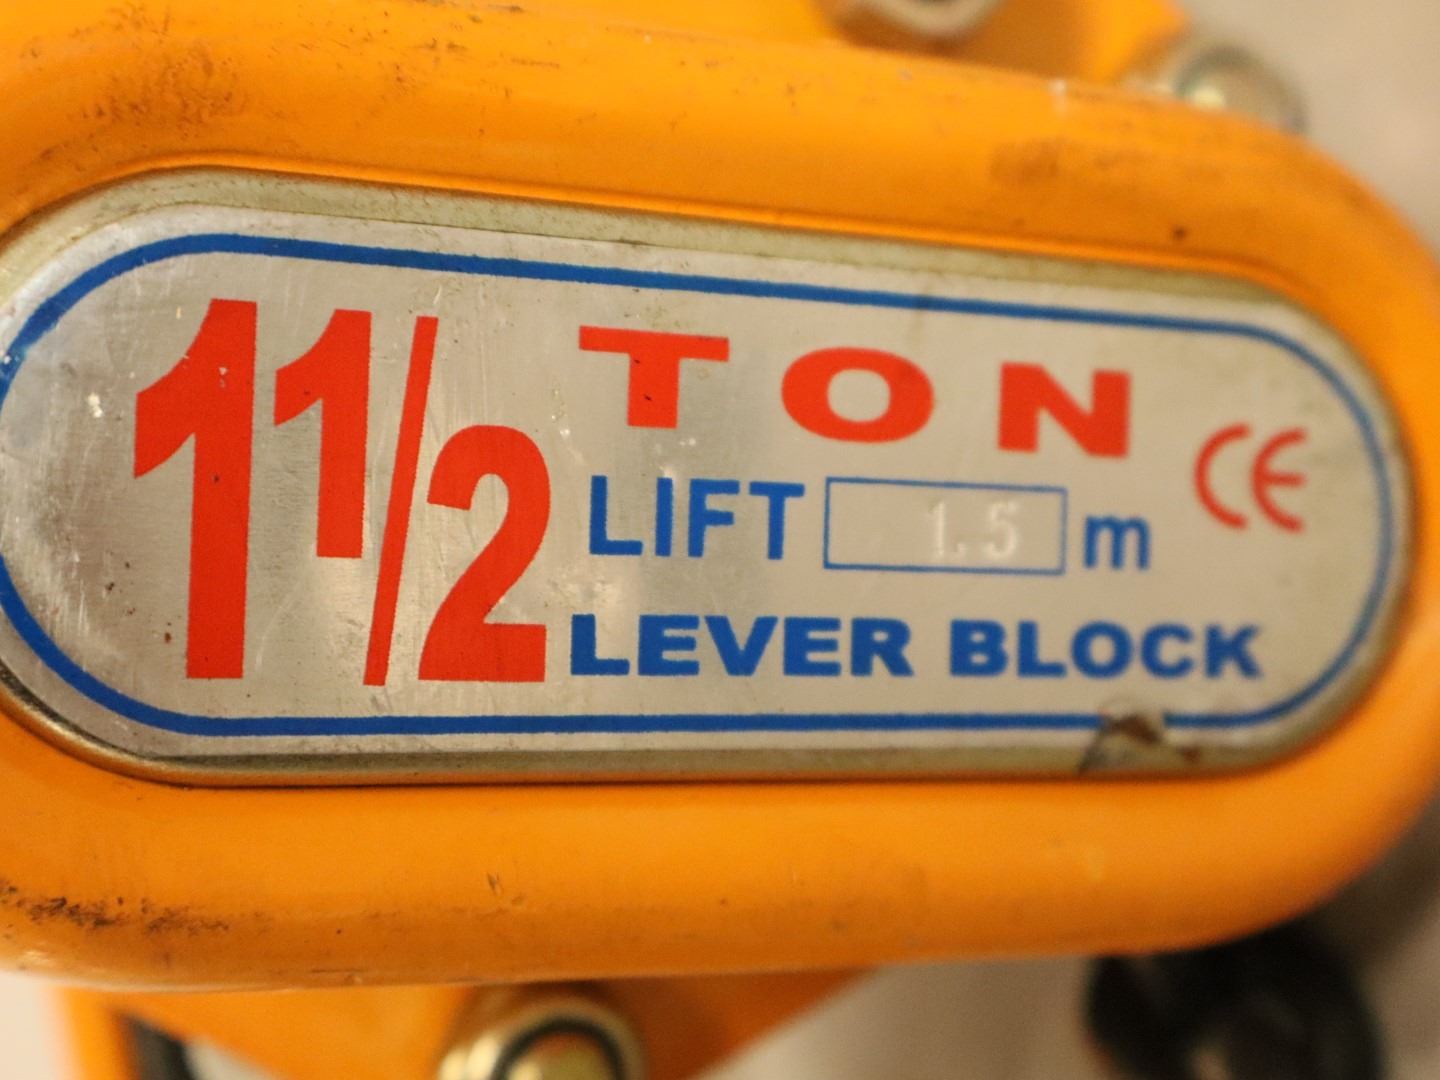 1 1/2 TON
LIFT 1.5 m
LEVER BLOCK
CE